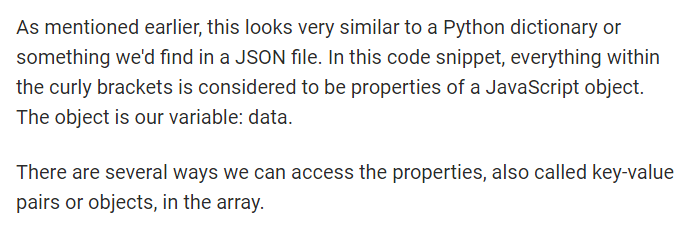 As mentioned earlier, this looks very similar to a Python dictionary or
something we'd find in a JSON file. In this code snippet, everything within
the curly brackets is considered to be properties of a JavaScript object.
The object is our variable: data.
There are several ways we can access the properties, also called key-value
pairs or objects, in the array.